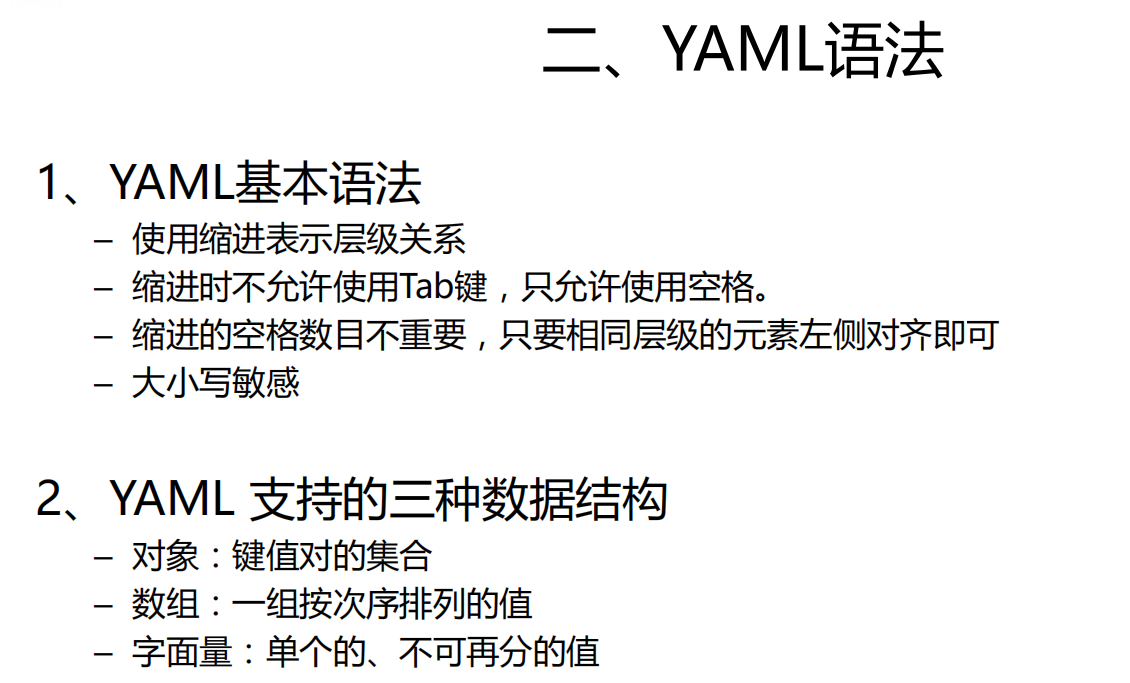 二、YAML语法
1、YAML基本语法
– 使用缩进表示层级关系
– 缩进时不允许使用Tab键，只允许使用空格。
– 缩进的空格数目不重要，只要相同层级的元素左侧对齐即可
– 大小写敏感
2、YAML 支持的三种数据结构
– 对象：键值对的集合
– 数组：一组按次序排列的值
– 字面量：单个的、不可再分的值